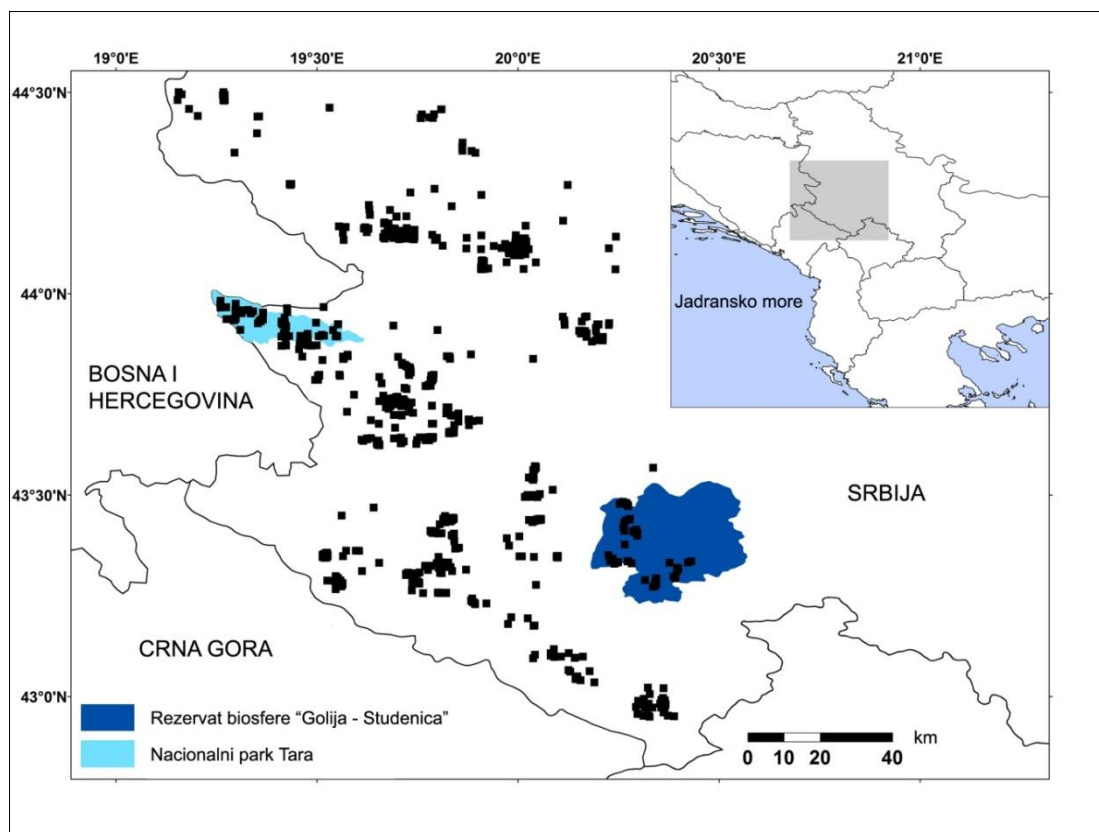 19°0'E 19°30'E 20°0'E 20°30'E 21°0'E
44°30'N
44°0'N
43°30'N
43°0'N
Jadransko more
BOSNA I
HERCEGOVINA
SRBIJA
CRNA GORA
Rezervat biosfere “Golija - Studenica”
Nacionalni park Tara
km
0 10 20 40